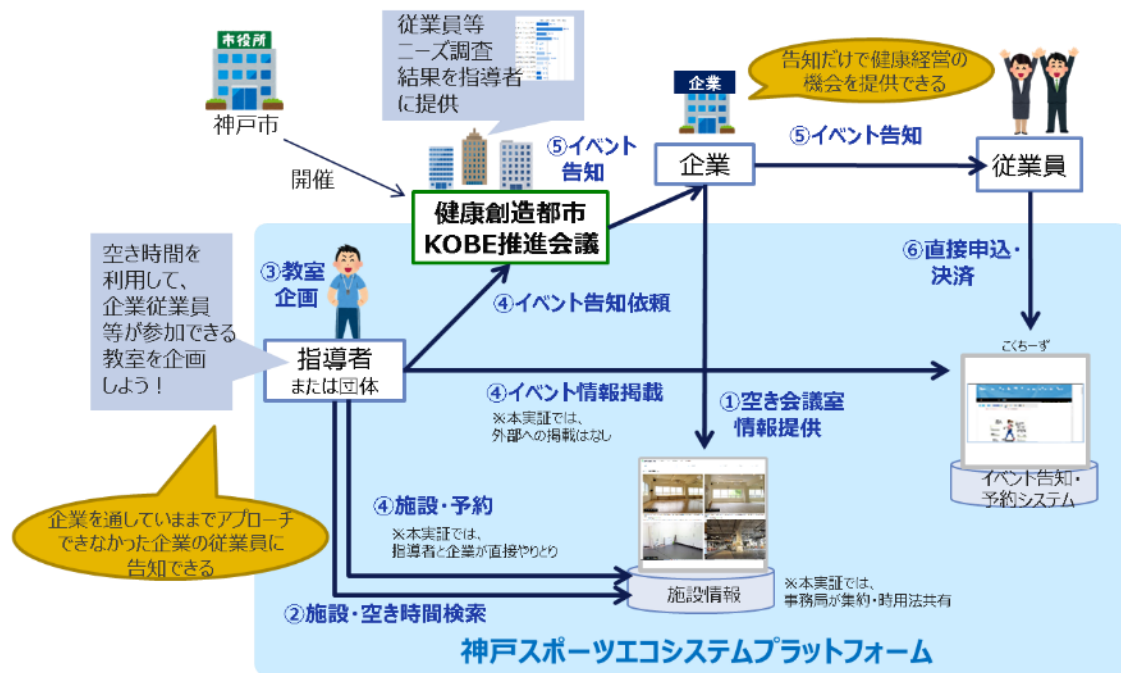 市役所
神戸市
開催
従業員等
ニーズ調査
結果を指導者
に提供
⑤イベント
告知
健康創造都市
KOBE推進会議
企業
企業
告知だけで健康経営の
機会を提供できる
⑤イベント告知
従業員
⑥直接申込・
決済
空き時間を
利用して、
企業従業員
等が参加できる
教室を企画
しよう！
③教室
企画
④イベント告知依頼
指導者
または団体
④イベント情報掲載
※本実証では、
外部への掲載はなし
①空き会議室
情報提供
こくちーず
イベント告知・
予約システム
企業を通していままでアプローチ
できなかった企業の従業員に
告知できる
④施設・予約
※本実証では、
指導者と企業が直接やりとり
施設情報
※本実証では、
事務局が集約・時用法共有
②施設・空き時間検索
神戸スポーツエコシステムプラットフォーム